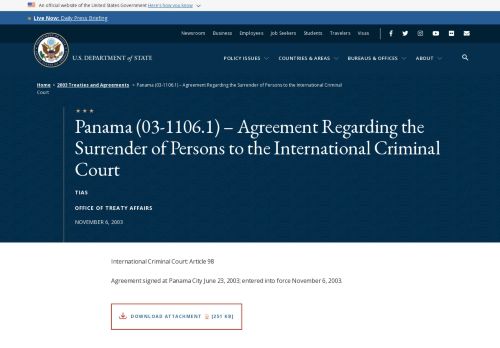 An official website of the United States Government Here's how you know
Live Now: Daily Press Briefing
Newsroom Business Employees Job Seekers Students Travelers Visas
U.S. DEPARTMENT of STATE
POLICY ISSUES COUNTRIES & AREAS BUREAUS & OFFICES ABOUT
Home > 2003 Treaties and Agreements > Panama (03-1106.1) – Agreement Regarding the Surrender of Persons to the International Criminal
Court
Panama (03-1106.1) – Agreement Regarding the
Surrender of Persons to the International Criminal
Court
TIAS
OFFICE OF TREATY AFFAIRS
NOVEMBER 6, 2003
International Criminal Court: Article 98
Agreement signed at Panama City June 23, 2003; entered into force November 6, 2003.
DOWNLOAD ATTACHMENT [251 KB]